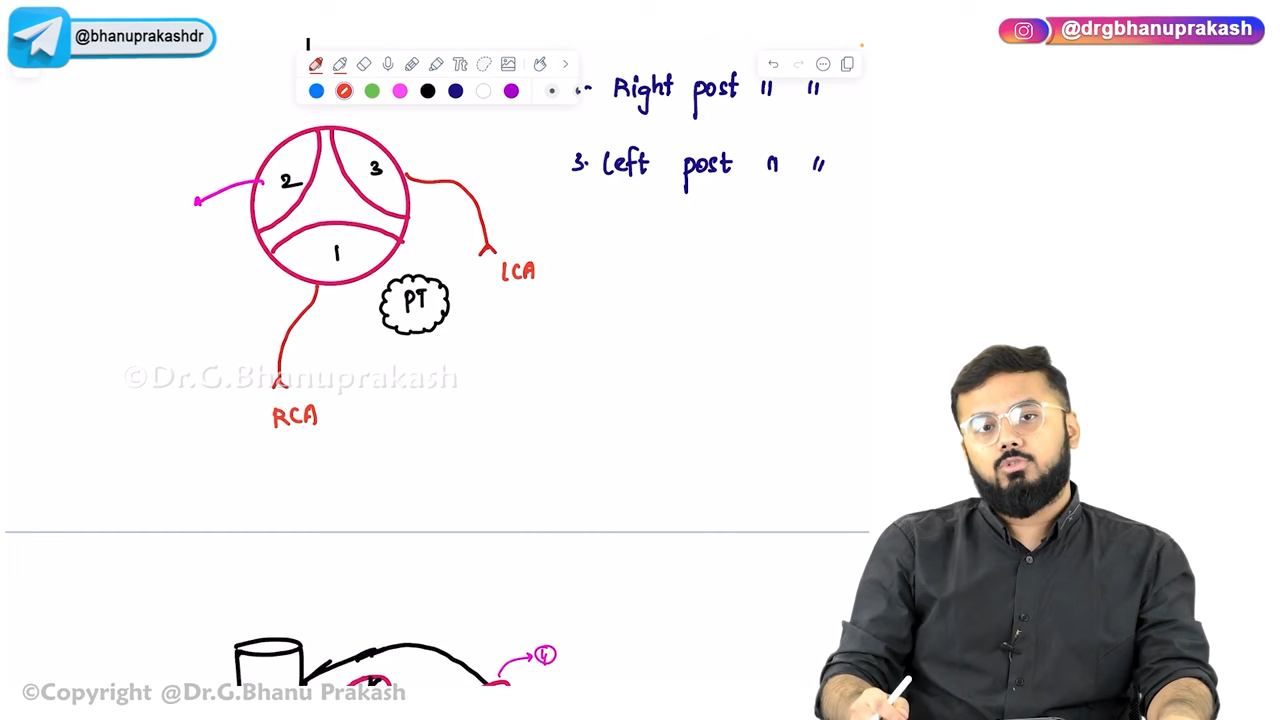 @bhanuprakashdr
@drgbhanuprakash
Tt
Right post " "
3. Left post " "
2
3
1
LCA
PT
©Dr.G.Bhanuprakash
RCA
4
©Copyright @Dr.G.Bhanu Prakash